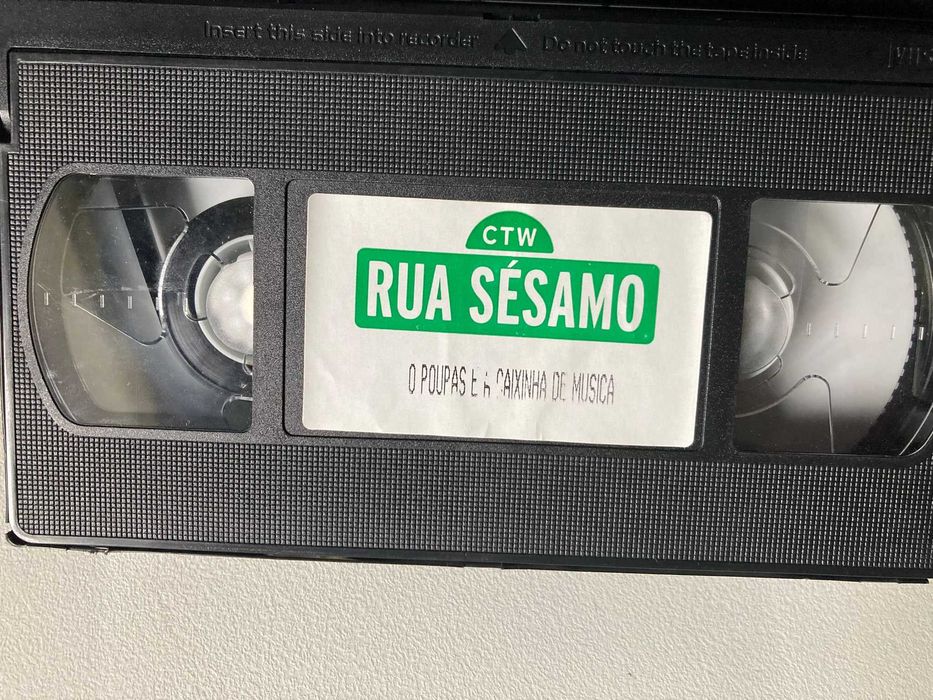 Insert this side into recorder Do not touch the tape inside
CTW
RUA SÉSAMO
O POUPAS E A CAIXINHA DE MUSICA